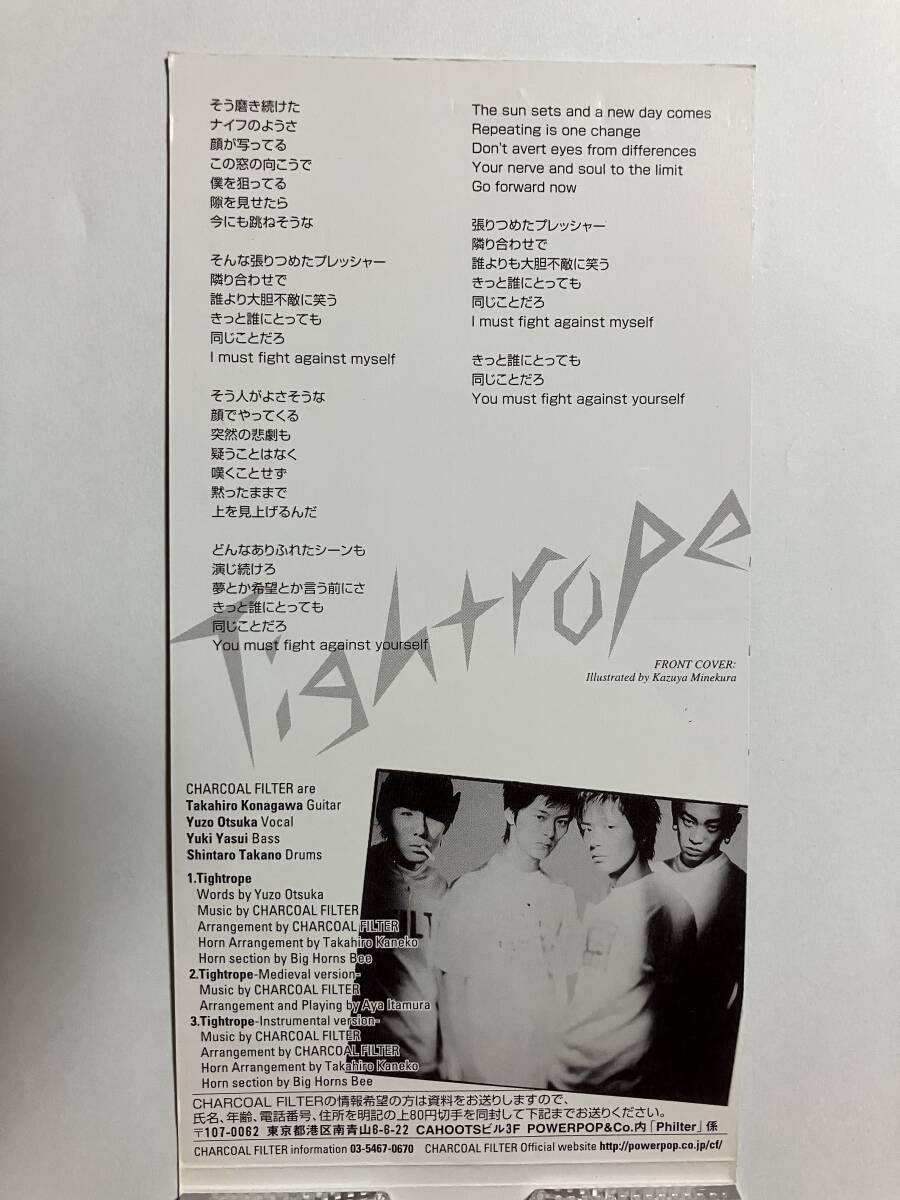 そう磨き続けた
ナイフのようさ
顔が写ってる
この窓の向こうで
僕を狙ってる
隙を見せたら
今にも跳ねそうな
そんな張りつめたプレッシャー
隣り合わせで
誰より大胆不敵に笑う
きっと誰にとっても
同じことだろ
I must fight against myself
そう人がよさそうな
顔でやってくる
突然の悲劇も
疑うことはなく
嘆くことせず
黙ったままで
上を見上げるんだ
どんなありふれたシーンも
演じ続けろ
夢とか希望とか言う前にさ
きっと誰にとっても
同じことだろ
You must fight against yourself
The sun sets and a new day comes
Repeating is one change
Don't avert eyes from differences
Your nerve and soul to the limit
Go forward now
張りつめたプレッシャー
隣り合わせで
誰よりも大胆不敵に笑う
きっと誰にとっても
同じことだろ
I must fight against myself
きっと誰にとっても
同じことだろ
You must fight against yourself
Tightrope
FRONT COVER:
Illustrated by Kazuya Minekura
CHARCOAL FILTER are
Takahiro Konagawa Guitar
Yuzo Otsuka Vocal
Yuki Yasui Bass
Shintaro Takano Drums
1.Tightrope
Words by Yuzo Otsuka
Music by CHARCOAL FILTER
Arrangement by CHARCOAL FILTER
Horn Arrangement by Takahiro Kaneko
Horn section by Big Horns Bee
2.Tightrope-Medieval version-
Music by CHARCOAL FILTER
Arrangement and Playing by Aya Itamura
3.Tightrope-Instrumental version-
Music by CHARCOAL FILTER
Arrangement by CHARCOAL FILTER
Horn Arrangement by Takahiro Kaneko
Horn section by Big Horns Bee
CHARCOAL FILTERの情報希望の方は資料をお送りしますので、
氏名、年齢、電話番号、住所を明記の上80円切手を同封して下記までお送りください。
〒107-0062 東京都港区南青山6-6-22 CAHOOTSビル3F POWERPOP&Co.内「Philter」係
CHARCOAL FILTER information 03-5467-0670 CHARCOAL FILTER Official website http://powerpop.co.jp/cf/